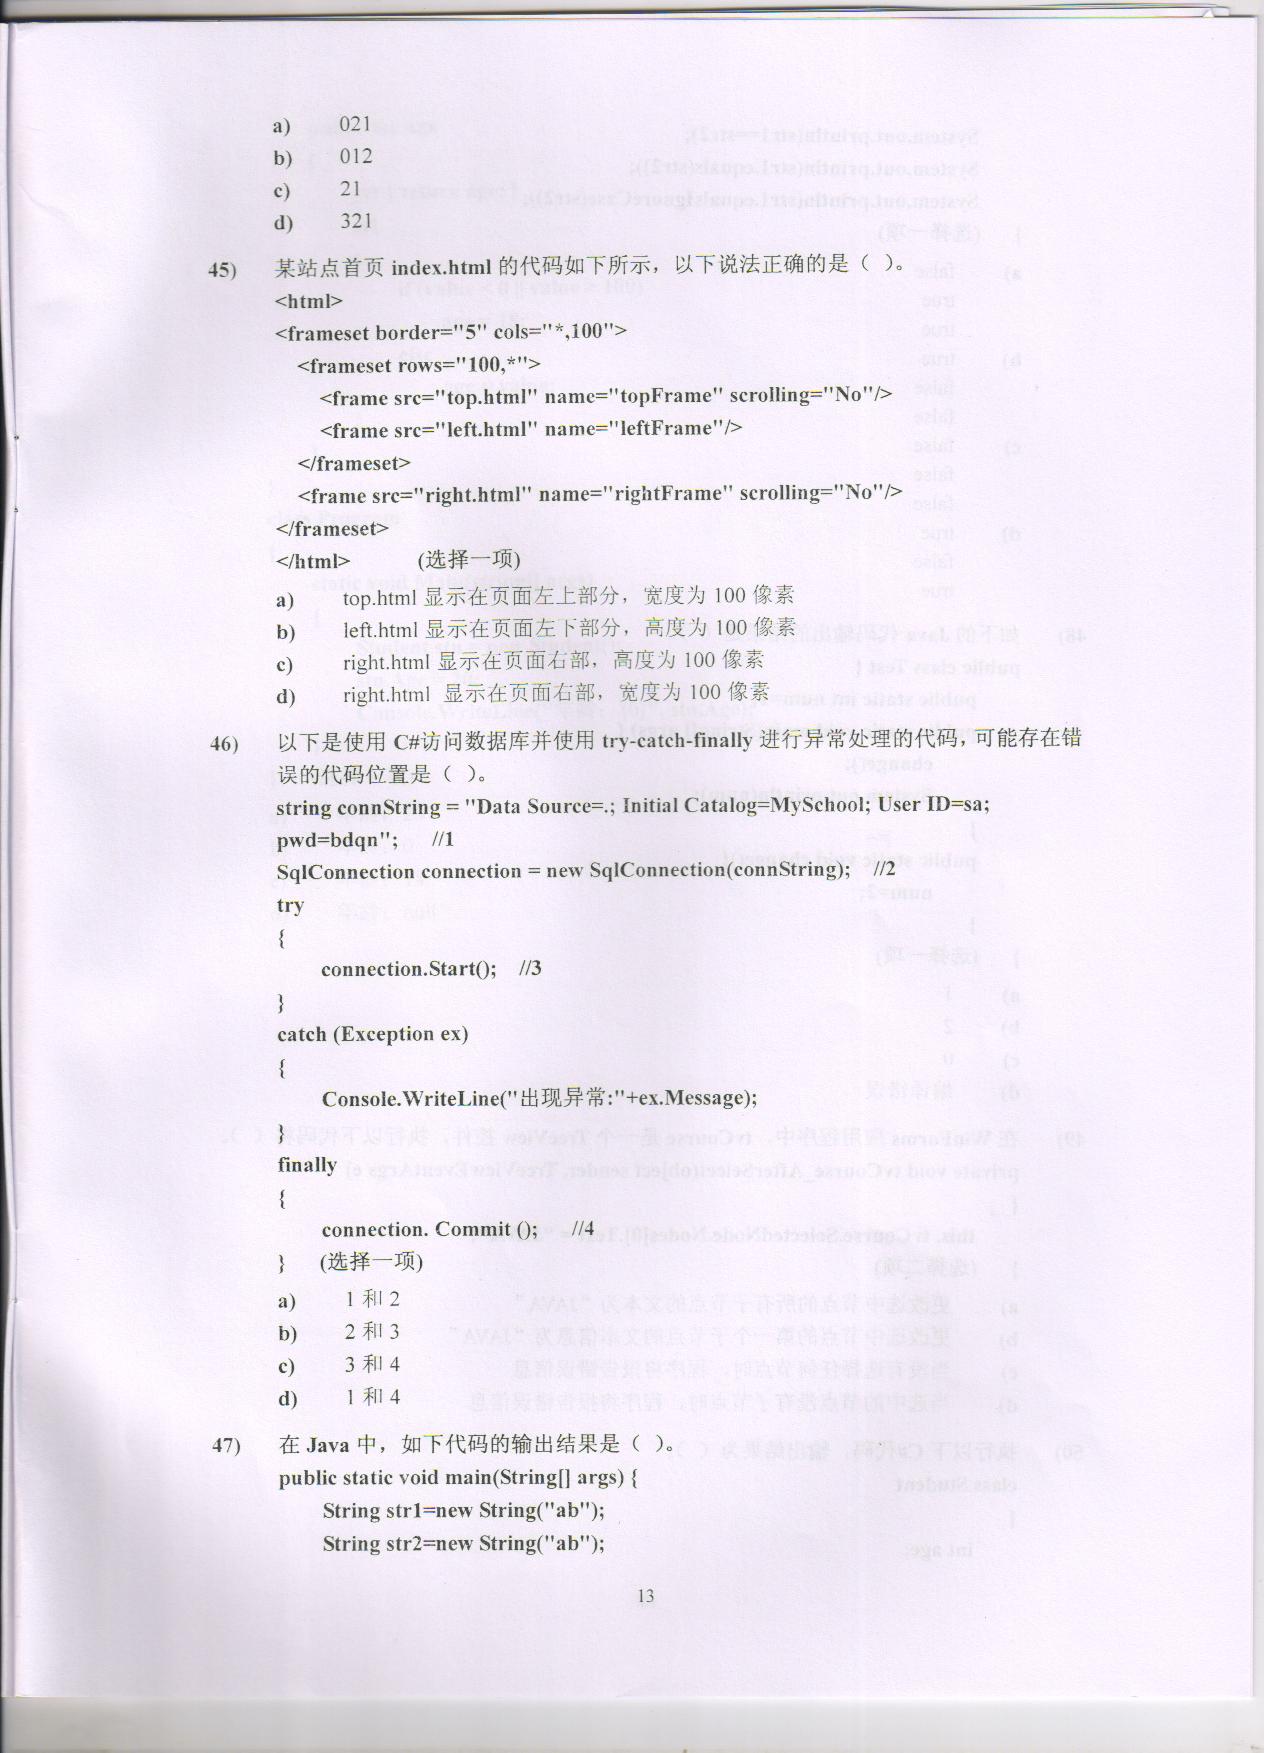 a) 021
b) 012
c) 21
d) 321
45) 某站点首页 index.html 的代码如下所示，以下说法正确的是（ ）。
<html>
<frameset border="5" cols="*,100">
<frameset rows="100,*">
<frame src="top.html" name="topFrame" scrolling="No"/>
<frame src="left.html" name="leftFrame"/>
</frameset>
<frame src="right.html" name="rightFrame" scrolling="No"/>
</frameset>
</html> (选择一项)
a) top.html 显示在页面左上部分，宽度为 100 像素
b) left.html 显示在页面左下部分，高度为 100 像素
c) right.html 显示在页面右部，高度为 100 像素
d) right.html 显示在页面右部，宽度为 100 像素
46) 以下是使用 C#访问数据库并使用 try-catch-finally 进行异常处理的代码，可能存在错
误的代码位置是（ ）。
string connString = "Data Source=.; Initial Catalog=MySchool; User ID=sa;
pwd=bdqn"; //1
SqlConnection connection = new SqlConnection(connString); //2
try
{
connection.Start(); //3
}
catch (Exception ex)
{
Console.WriteLine("出现异常:"+ex.Message);
}
finally
{
connection. Commit (); //4
} (选择一项)
a) 1 和 2
b) 2 和 3
c) 3 和 4
d) 1 和 4
47) 在 Java 中，如下代码的输出结果是（ ）。
public static void main(String[] args) {
String str1=new String("ab");
String str2=new String("ab");
13